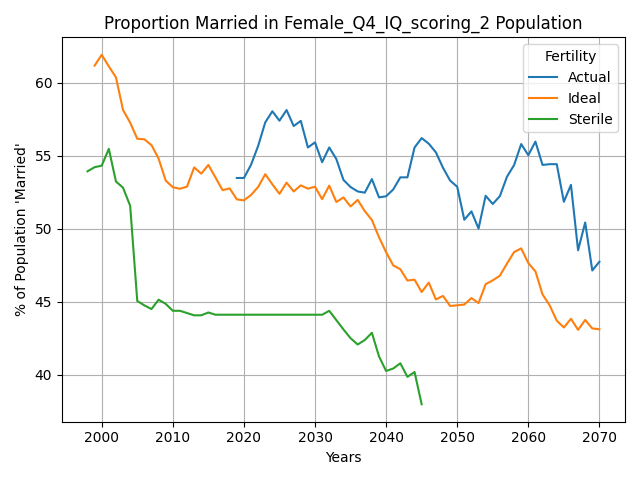 Proportion Married in Female_Q4_IQ_scoring_2 Population
% of Population 'Married'
60
55
50
45
40
Fertility
Actual
Ideal
Sterile
2000 2010 2020 2030 2040 2050 2060 2070
Years